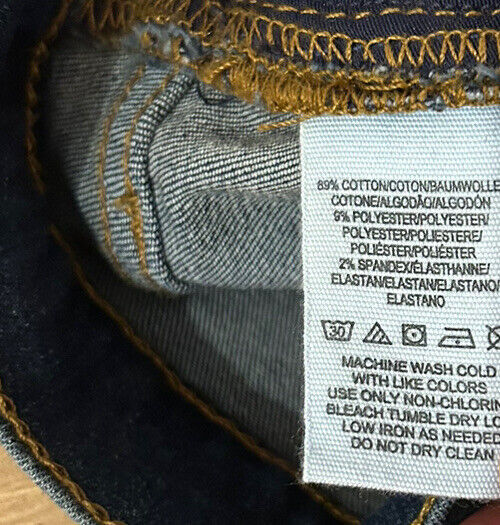 89% COTTON/COTON/BAUMWOLLE
COTONE/ALGODÃO/ALGODÓN
9% POLYESTER/POLYESTER/
POLYESTER/POLIESTERE/
POLIÉSTER/POLIÉSTER
2% SPANDEX/ÉLASTHANNE/
ELASTAN/ELASTAN/ELASTANO/
ELASTANO
30
MACHINE WASH COLD
WITH LIKE COLORS
USE ONLY NON-CHLORIN
BLEACH TUMBLE DRY LO
LOW IRON AS NEEDED
DO NOT DRY CLEAN